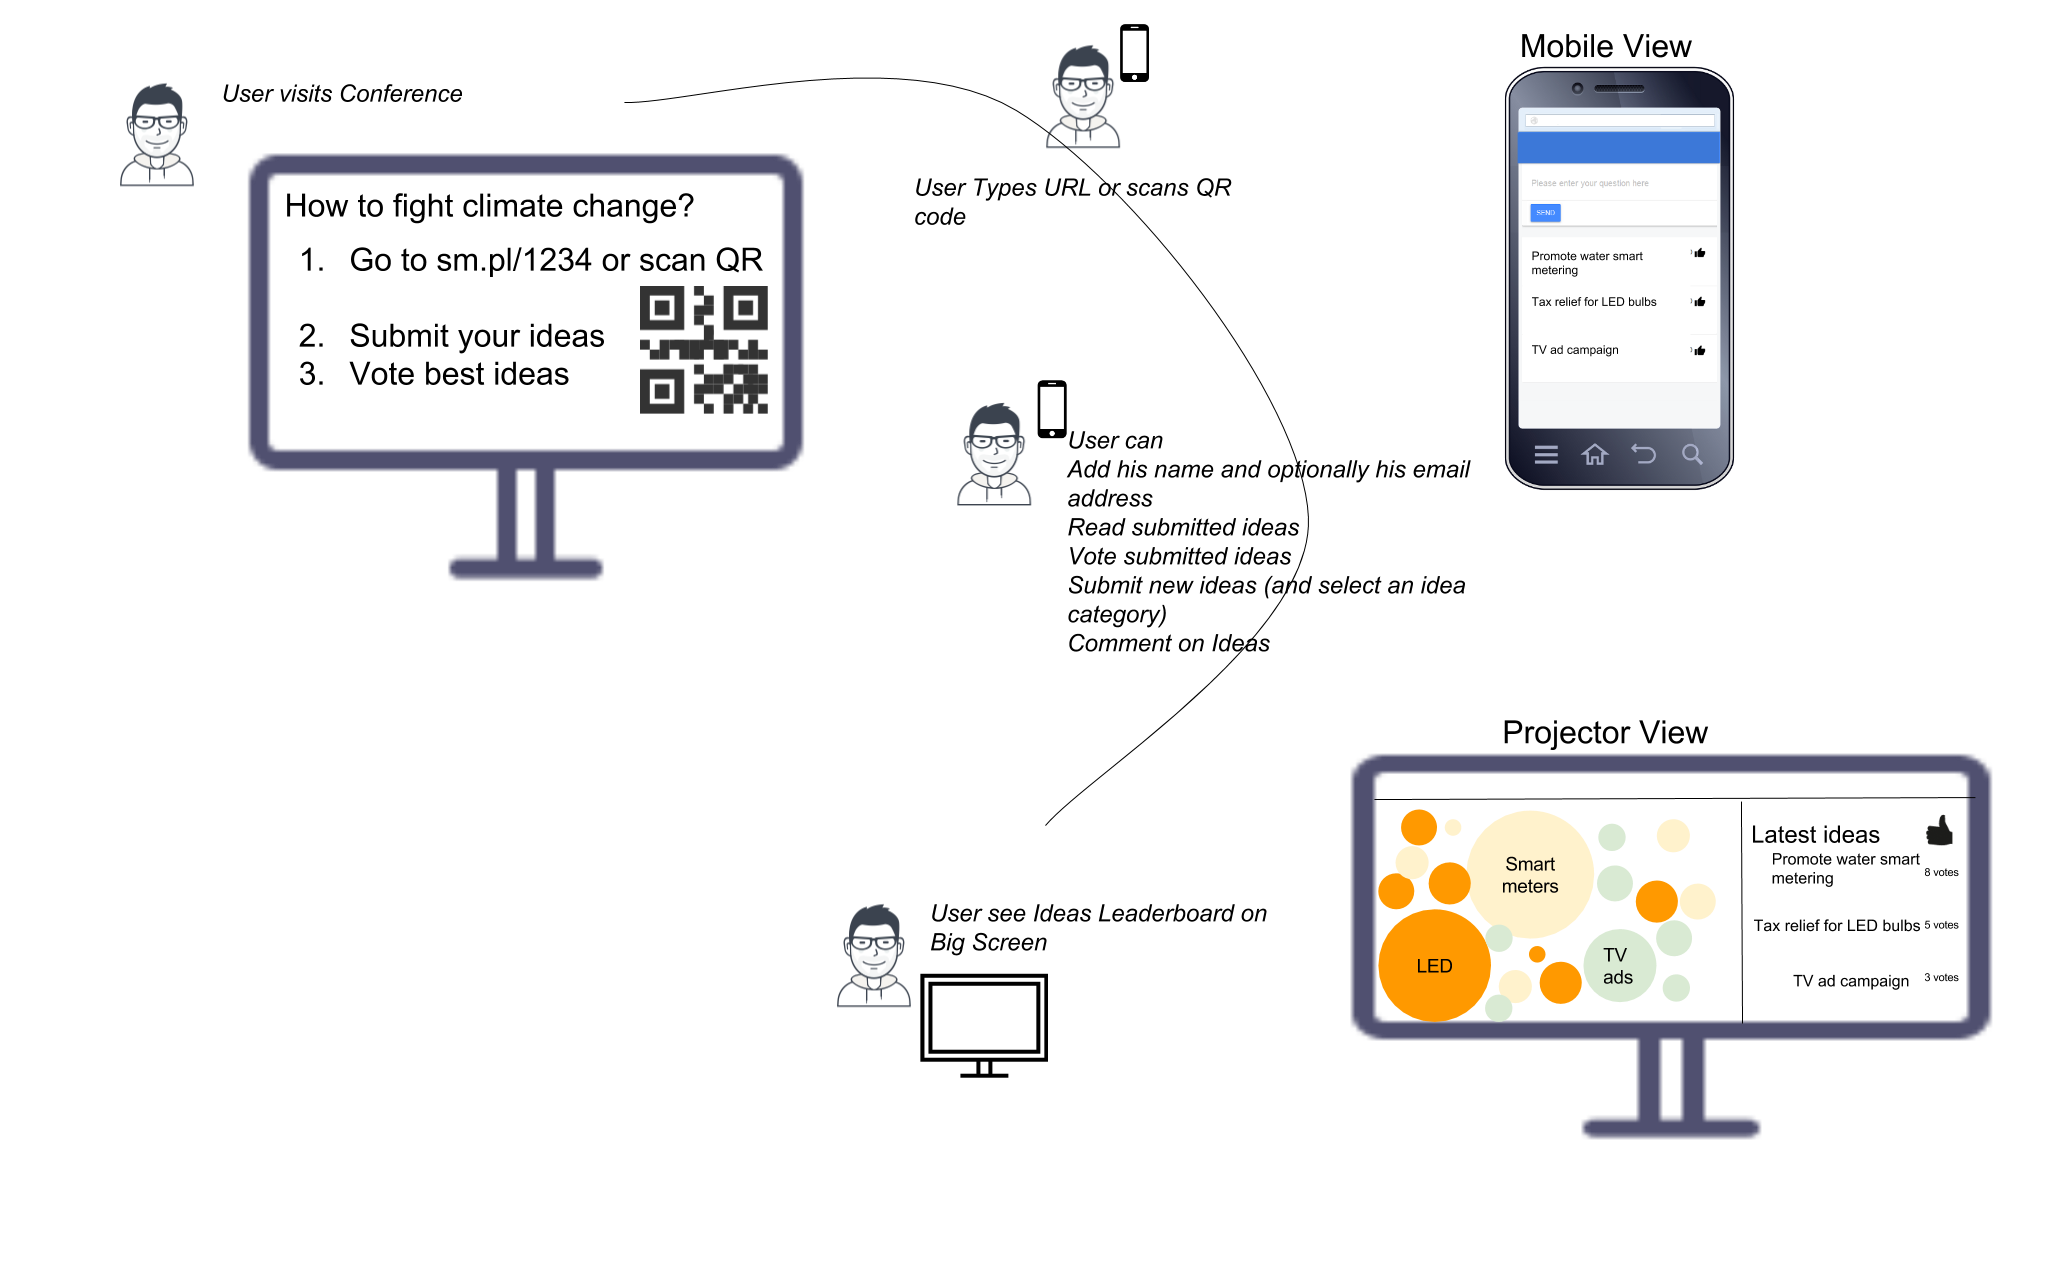 User visits Conference
How to fight climate change?
1. Go to sm.pl/1234 or scan QR
2. Submit your ideas
3. Vote best ideas
User Types URL or scans QR
code
User can
Add his name and optionally his email
address
Read submitted ideas
Vote submitted ideas
Submit new ideas (and select an idea
category)
Comment on Ideas
User see Ideas Leaderboard on
Big Screen
Mobile View
Please enter your question here
SEND
Promote water smart
metering
Tax relief for LED bulbs
TV ad campaign
Projector View
Smart
meters
LED
TV
ads
Latest ideas
Promote water smart
metering
8 votes
Tax relief for LED bulbs 5 votes
TV ad campaign 3 votes